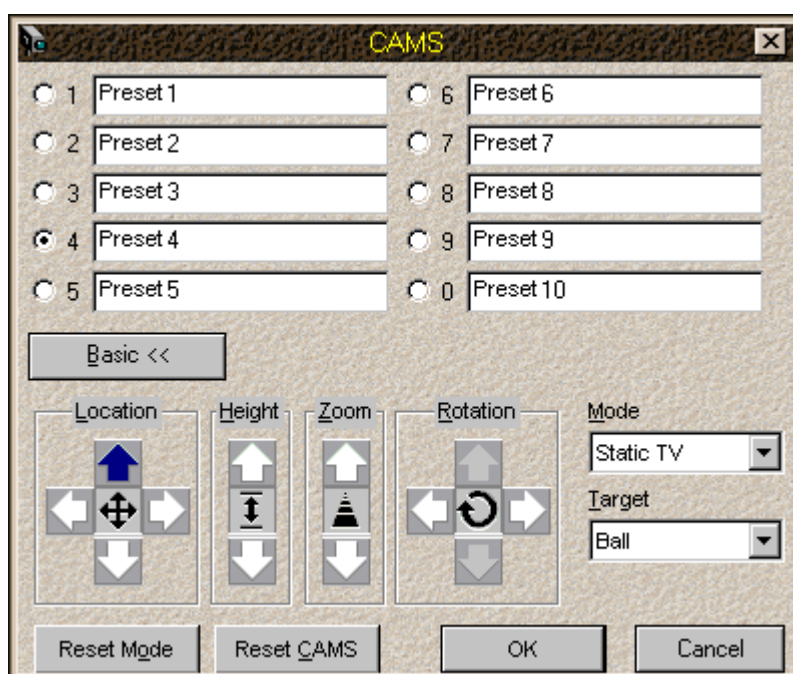 CAMS
1 Preset 1
2 Preset 2
3 Preset 3
4 Preset 4
5 Preset 5
6 Preset 6
7 Preset 7
8 Preset 8
9 Preset 9
0 Preset 10
Basic <<
Location
Height
Zoom
Rotation
Mode
Static TV
Target
Ball
Reset Mode
Reset CAMS
OK
Cancel